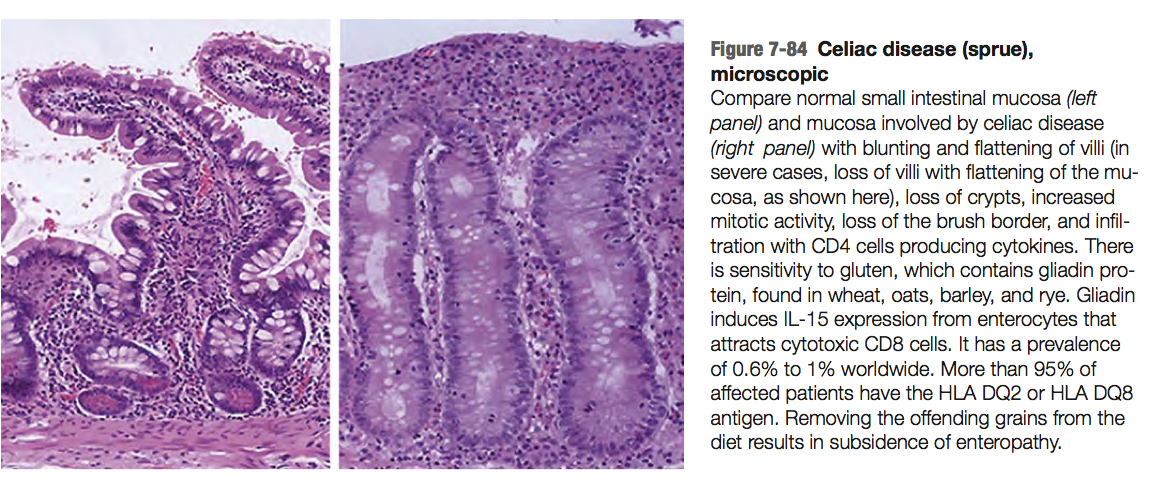 Figure 7-84 Celiac disease (sprue),
microscopic
Compare normal small intestinal mucosa (left
panel) and mucosa involved by celiac disease
(right panel) with blunting and flattening of villi (in
severe cases, loss of villi with flattening of the mu-
cosa, as shown here), loss of crypts, increased
mitotic activity, loss of the brush border, and infil-
tration with CD4 cells producing cytokines. There
is sensitivity to gluten, which contains gliadin pro-
tein, found in wheat, oats, barley, and rye. Gliadin
induces IL-15 expression from enterocytes that
attracts cytotoxic CD8 cells. It has a prevalence
of 0.6% to 1% worldwide. More than 95% of
affected patients have the HLA DQ2 or HLA DQ8
antigen. Removing the offending grains from the
diet results in subsidence of enteropathy.